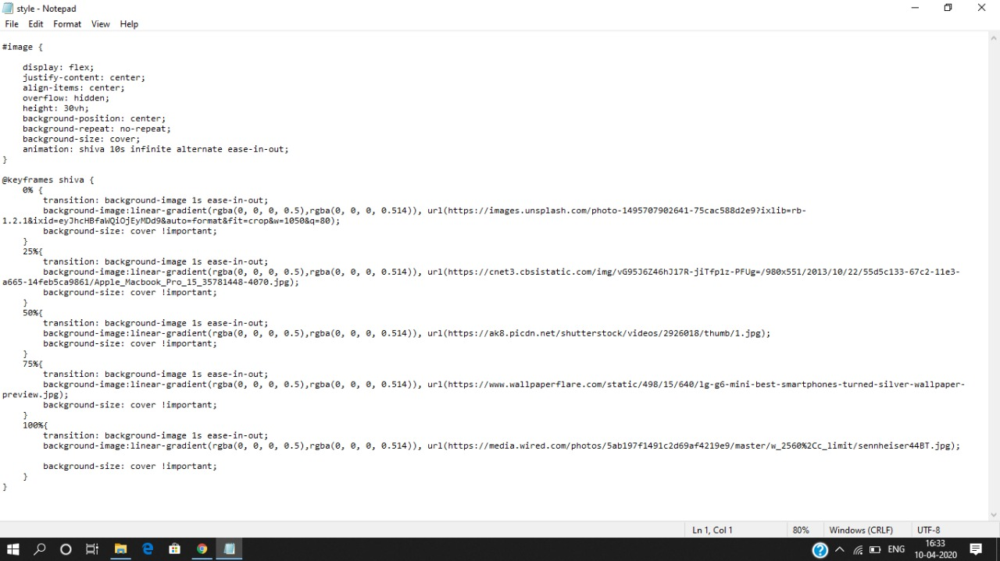 style - Notepad
File Edit Format View Help
#image {
display: flex;
justify-content: center;
align-items: center;
overflow: hidden;
height: 30vh;
background-position: center;
background-repeat: no-repeat;
background-size: cover;
animation: shiva 10s infinite alternate ease-in-out;
}
@keyframes shiva {
0% {
transition: background-image 1s ease-in-out;
background-image:linear-gradient(rgba(0, 0, 0, 0.5),rgba(0, 0, 0, 0.514)), url(https://images.unsplash.com/photo-1495707902641-75cac588d2e9?ixlib=rb-
1.2.1&ixid=eyJhcHBfaWQiOjEyMDd9&auto=format&fit=crop&w=1050&q=80);
background-size: cover !important;
}
25%{
transition: background-image 1s ease-in-out;
background-image:linear-gradient(rgba(0, 0, 0, 0.5),rgba(0, 0, 0, 0.514)), url(https://cnet3.cbsistatic.com/img/vG95J6Z46hJ17R-jiTfp1z-PFUg=/980x551/2013/10/22/55d5c133-67c2-11e3-
a665-14feb5ca9861/Apple_Macbook_Pro_15_35781448-4070.jpg);
background-size: cover !important;
}
50%{
transition: background-image 1s ease-in-out;
background-image:linear-gradient(rgba(0, 0, 0, 0.5),rgba(0, 0, 0, 0.514)), url(https://ak8.picdn.net/shutterstock/videos/2926018/thumb/1.jpg);
background-size: cover !important;
}
75%{
transition: background-image 1s ease-in-out;
background-image:linear-gradient(rgba(0, 0, 0, 0.5),rgba(0, 0, 0, 0.514)), url(https://www.wallpaperflare.com/static/498/15/640/lg-g6-mini-best-smartphones-turned-silver-wallpaper-
preview.jpg);
background-size: cover !important;
}
100%{
transition: background-image 1s ease-in-out;
background-image:linear-gradient(rgba(0, 0, 0, 0.5),rgba(0, 0, 0, 0.514)), url(https://media.wired.com/photos/5ab197f1491c2d69af4219e9/master/w_2560%2Cc_limit/sennheiser44BT.jpg);
background-size: cover !important;
}
}
Ln 1, Col 1 80% Windows (CRLF) UTF-8
ENG 16:33
10-04-2020